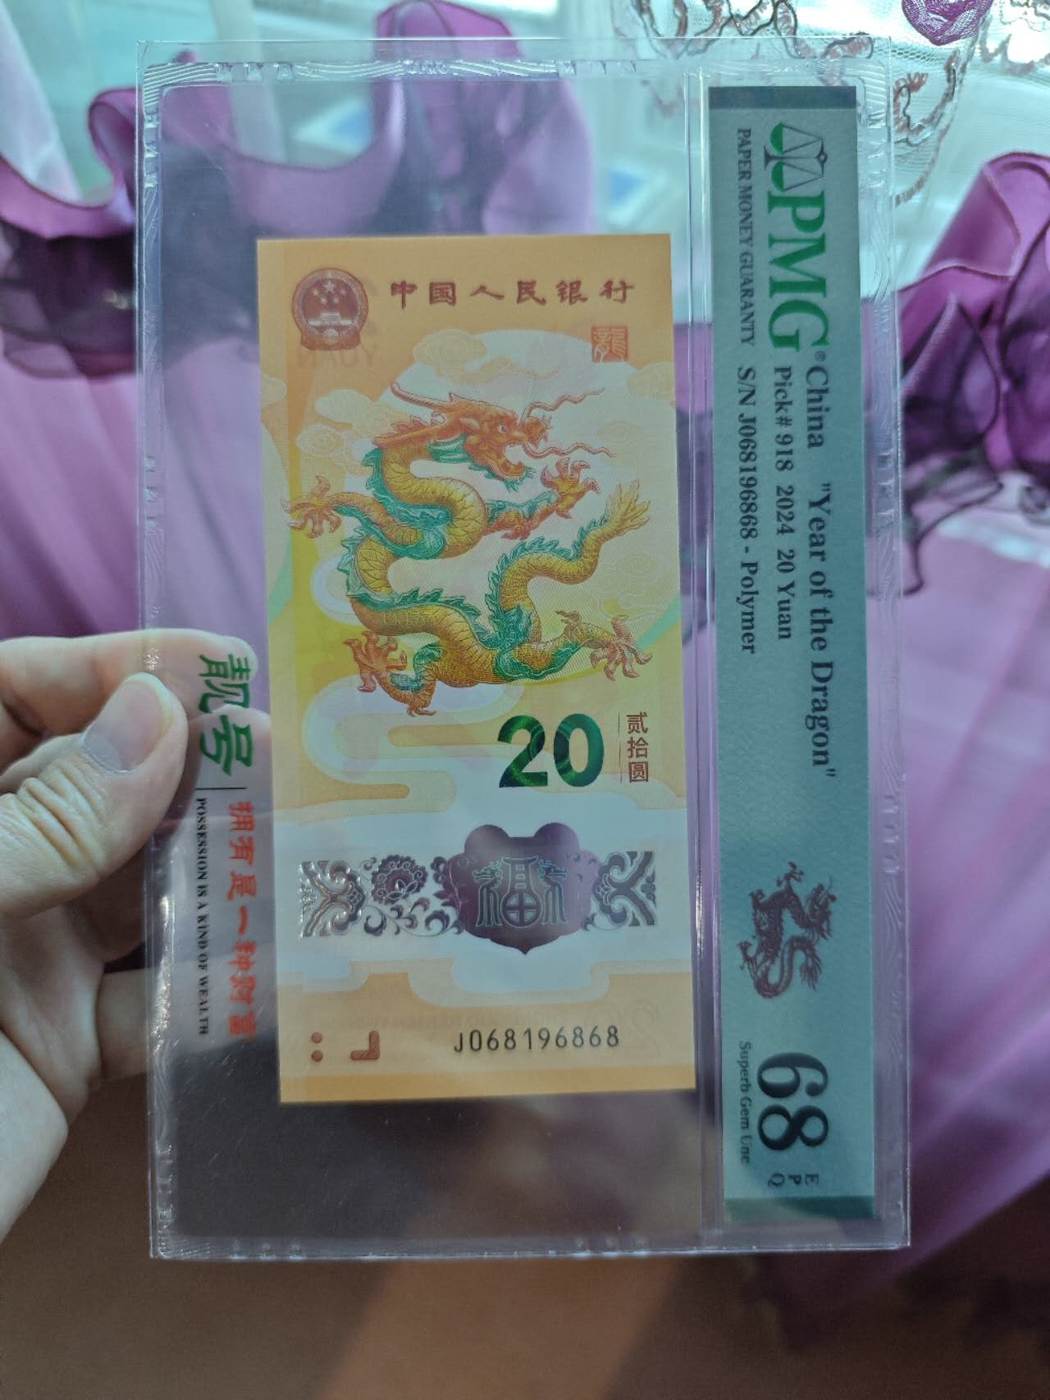 中国人民银行
龍
20
贰拾圆
福
J068196868
靓号
拥有是一种财富
POSSESSION IS A KIND OF WEALTH
PMG®
PAPER MONEY GUARANTY
China "Year of the Dragon"
Pick# 918 2024 20 Yuan
S/N J068196868 - Polymer
68
EPQ
Superb Gem Unc